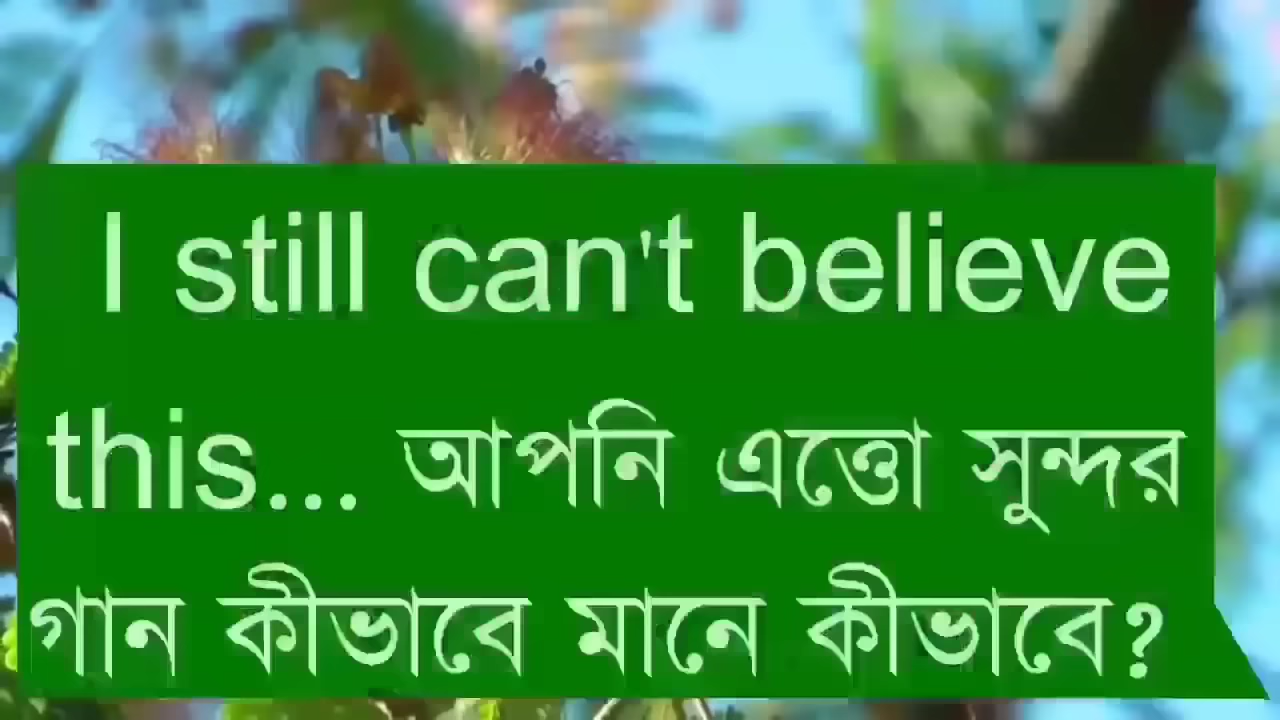 I still can't believe
this... আপনি এত্তো সুন্দর
গান কীভাবে মানে কীভাবে?